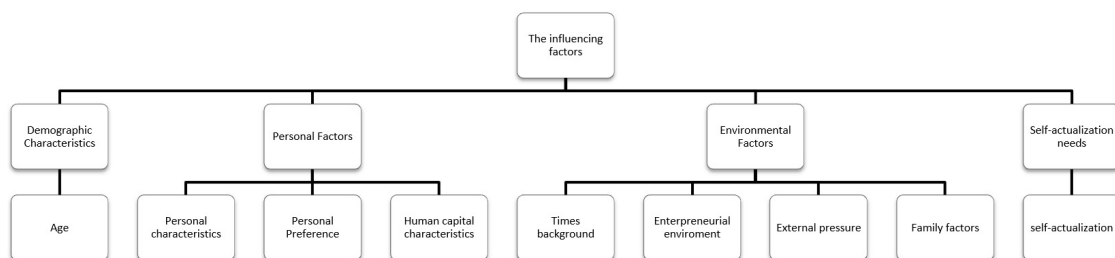 The influencing
factors
Demographic
Characteristics
Personal Factors
Environmental
Factors
Self-actualization
needs
Age
Personal
characteristics
Personal
Preference
Human capital
characteristics
Times
background
Enterpreneurial
enviroment
External pressure
Family factors
self-actualization